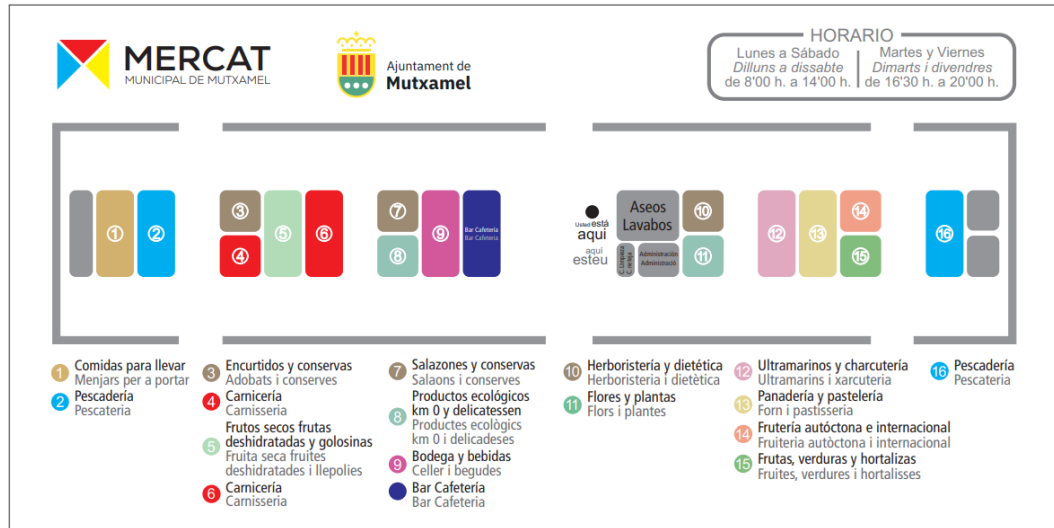 MERCAT
MUNICIPAL DE MUTXAMEL
Ajuntament de
Mutxamel
HORARIO
Lunes a Sábado
Dilluns a dissabte
de 8'00 h. a 14'00 h.
Martes y Viernes
Dimarts i divendres
de 16'30 h. a 20'00 h.
1
2
3
4
5
6
7
8
9
Bar Cafetería
Bar Cafeteria
Usted está
aquí
aquí
esteu
Aseos
Lavabos
C. Limpieza
C. neteja
Administración
Administració
10
11
12
13
14
15
16
1 Comidas para llevar
Menjars per a portar
2 Pescadería
Pescateria
3 Encurtidos y conservas
Adobats i conserves
4 Carnicería
Carnisseria
5 Frutos secos frutas
deshidratadas y golosinas
Fruita seca fruites
deshidratades i llepolies
6 Carnicería
Carnisseria
7 Salazones y conservas
Salaons i conserves
8 Productos ecológicos
km 0 y delicatessen
Productes ecològics
km 0 i delicadeses
9 Bodega y bebidas
Celler i begudes
Bar Cafetería
Bar Cafeteria
10 Herboristería y dietética
Herboristeria i dietètica
11 Flores y plantas
Flors i plantes
12 Ultramarinos y charcutería
Ultramarins i xarcuteria
13 Panadería y pastelería
Forn i pastisseria
14 Frutería autóctona e internacional
Fruiteria autòctona i internacional
15 Frutas, verduras y hortalizas
Fruites, verdures i hortalisses
16 Pescadería
Pescateria